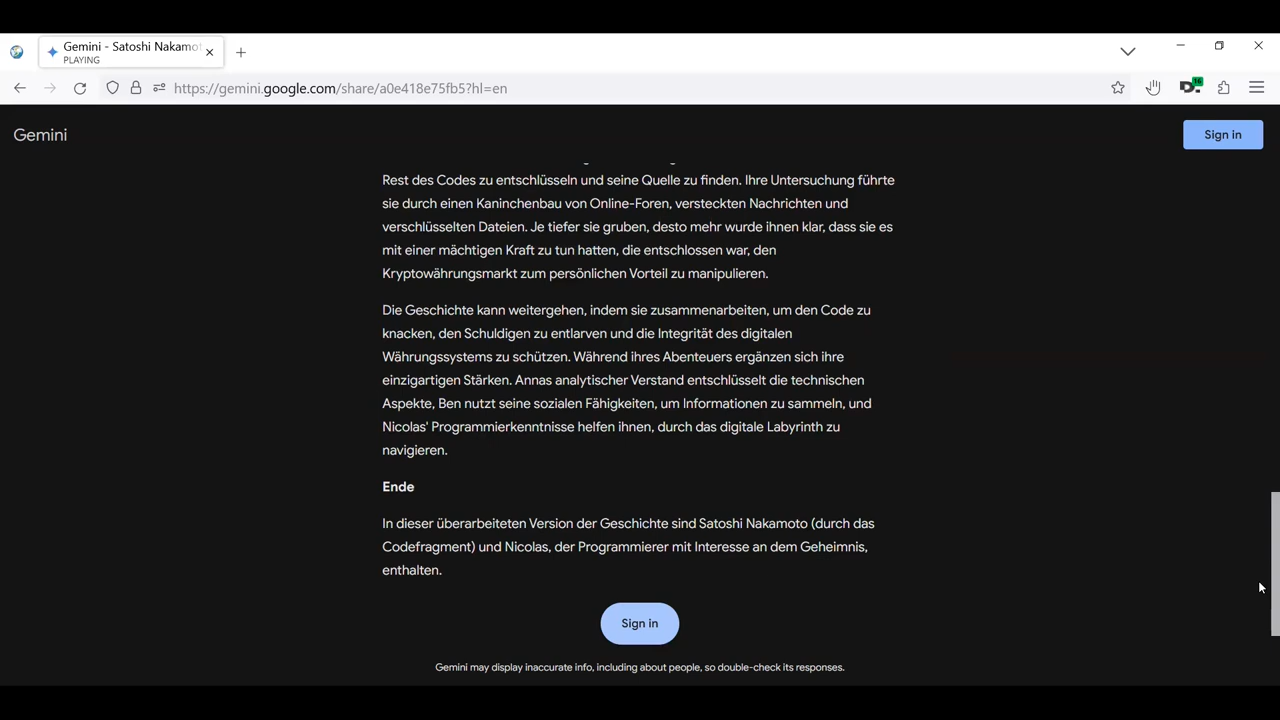 Gemini - Satoshi Nakamo
PLAYING
https://gemini.google.com/share/a0e418e75fb5?hl=en
16
D.
Gemini
Sign in
Rest des Codes zu entschlüsseln und seine Quelle zu finden. Ihre Untersuchung führte
sie durch einen Kaninchenbau von Online-Foren, versteckten Nachrichten und
verschlüsselten Dateien. Je tiefer sie gruben, desto mehr wurde ihnen klar, dass sie es
mit einer mächtigen Kraft zu tun hatten, die entschlossen war, den
Kryptowährungsmarkt zum persönlichen Vorteil zu manipulieren.
Die Geschichte kann weitergehen, indem sie zusammenarbeiten, um den Code zu
knacken, den Schuldigen zu entlarven und die Integrität des digitalen
Währungssystems zu schützen. Während ihres Abenteuers ergänzen sich ihre
einzigartigen Stärken. Annas analytischer Verstand entschlüsselt die technischen
Aspekte, Ben nutzt seine sozialen Fähigkeiten, um Informationen zu sammeln, und
Nicolas' Programmierkenntnisse helfen ihnen, durch das digitale Labyrinth zu
navigieren.
Ende
In dieser überarbeiteten Version der Geschichte sind Satoshi Nakamoto (durch das
Codefragment) und Nicolas, der Programmierer mit Interesse an dem Geheimnis,
enthalten.
Sign in
Gemini may display inaccurate info, including about people, so double-check its responses.